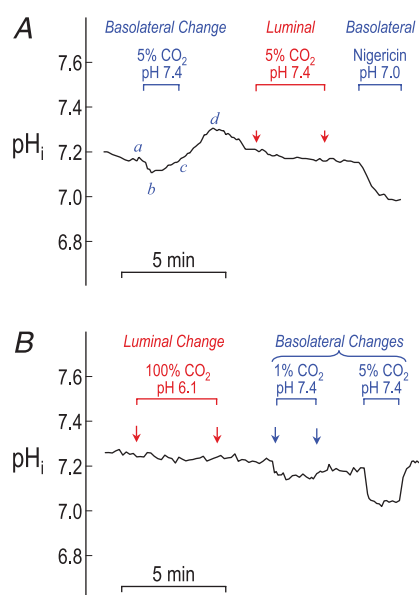 A
Basolateral Change
Luminal
Basolateral
5% CO₂
pH 7.4
5% CO₂
pH 7.4
Nigericin
pH 7.0
7.6
7.4
7.2
7.0
6.8
pHᵢ
a
b
c
d
5 min
B
Luminal Change
Basolateral Changes
100% CO₂
pH 6.1
1% CO₂
pH 7.4
5% CO₂
pH 7.4
7.6
7.4
7.2
7.0
6.8
pHᵢ
5 min